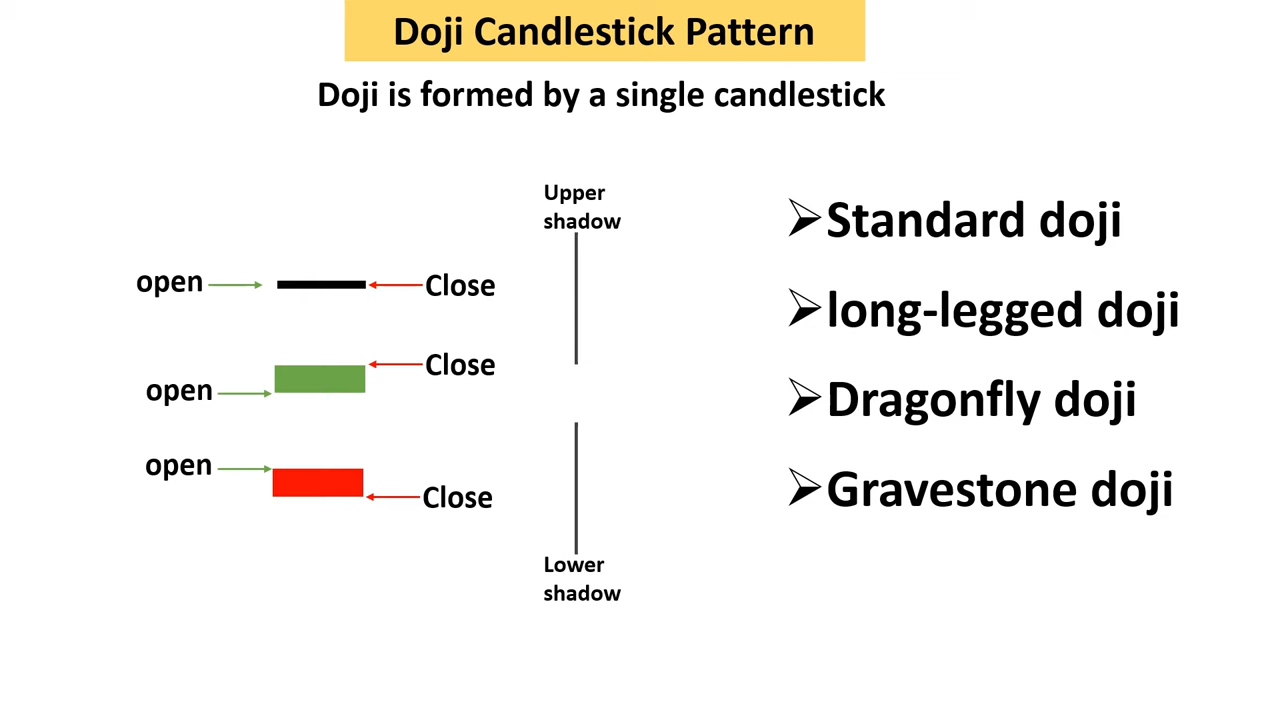 Doji Candlestick Pattern
Doji is formed by a single candlestick
Upper
shadow
open
Close
Close
open
open
Close
Lower
shadow
Standard doji
long-legged doji
Dragonfly doji
Gravestone doji